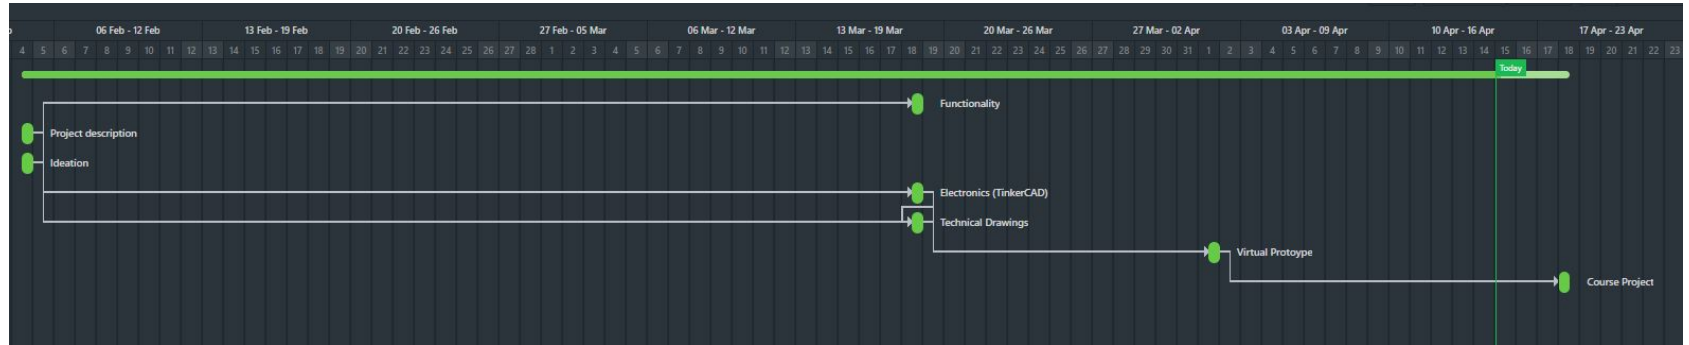 06 Feb - 12 Feb 13 Feb - 19 Feb 20 Feb - 26 Feb 27 Feb - 05 Mar 06 Mar - 12 Mar 13 Mar - 19 Mar 20 Mar - 26 Mar 27 Mar - 02 Apr 03 Apr - 09 Apr 10 Apr - 16 Apr 17 Apr - 23 Apr
4 5 6 7 8 9 10 11 12 13 14 15 16 17 18 19 20 21 22 23 24 25 26 27 28 1 2 3 4 5 6 7 8 9 10 11 12 13 14 15 16 17 18 19 20 21 22 23 24 25 26 27 28 29 30 31 1 2 3 4 5 6 7 8 9 10 11 12 13 14 15 16 17 18 19 20 21 22 23
Today
Functionality
Project description
Ideation
Electronics (TinkerCAD)
Technical Drawings
Virtual Protoype
Course Project